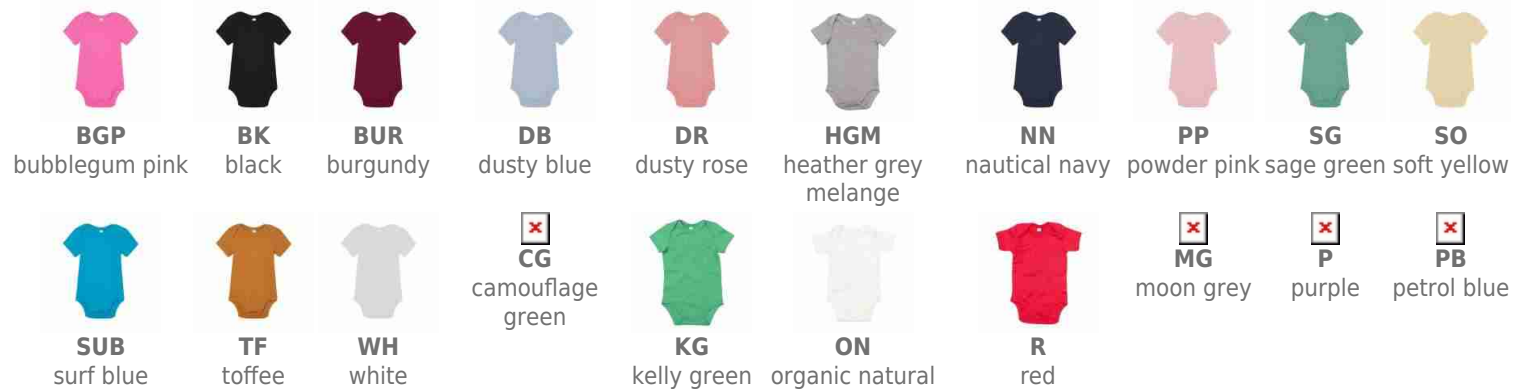 BGP BK BUR DB DR HGM NN PP SG SO
bubblegum pink black burgundy dusty blue dusty rose heather grey nautical navy powder pink sage green soft yellow
melange
CG MG P PB
camouflage moon grey purple petrol blue
green
SUB TF WH KG ON R
surf blue toffee white kelly green organic natural red